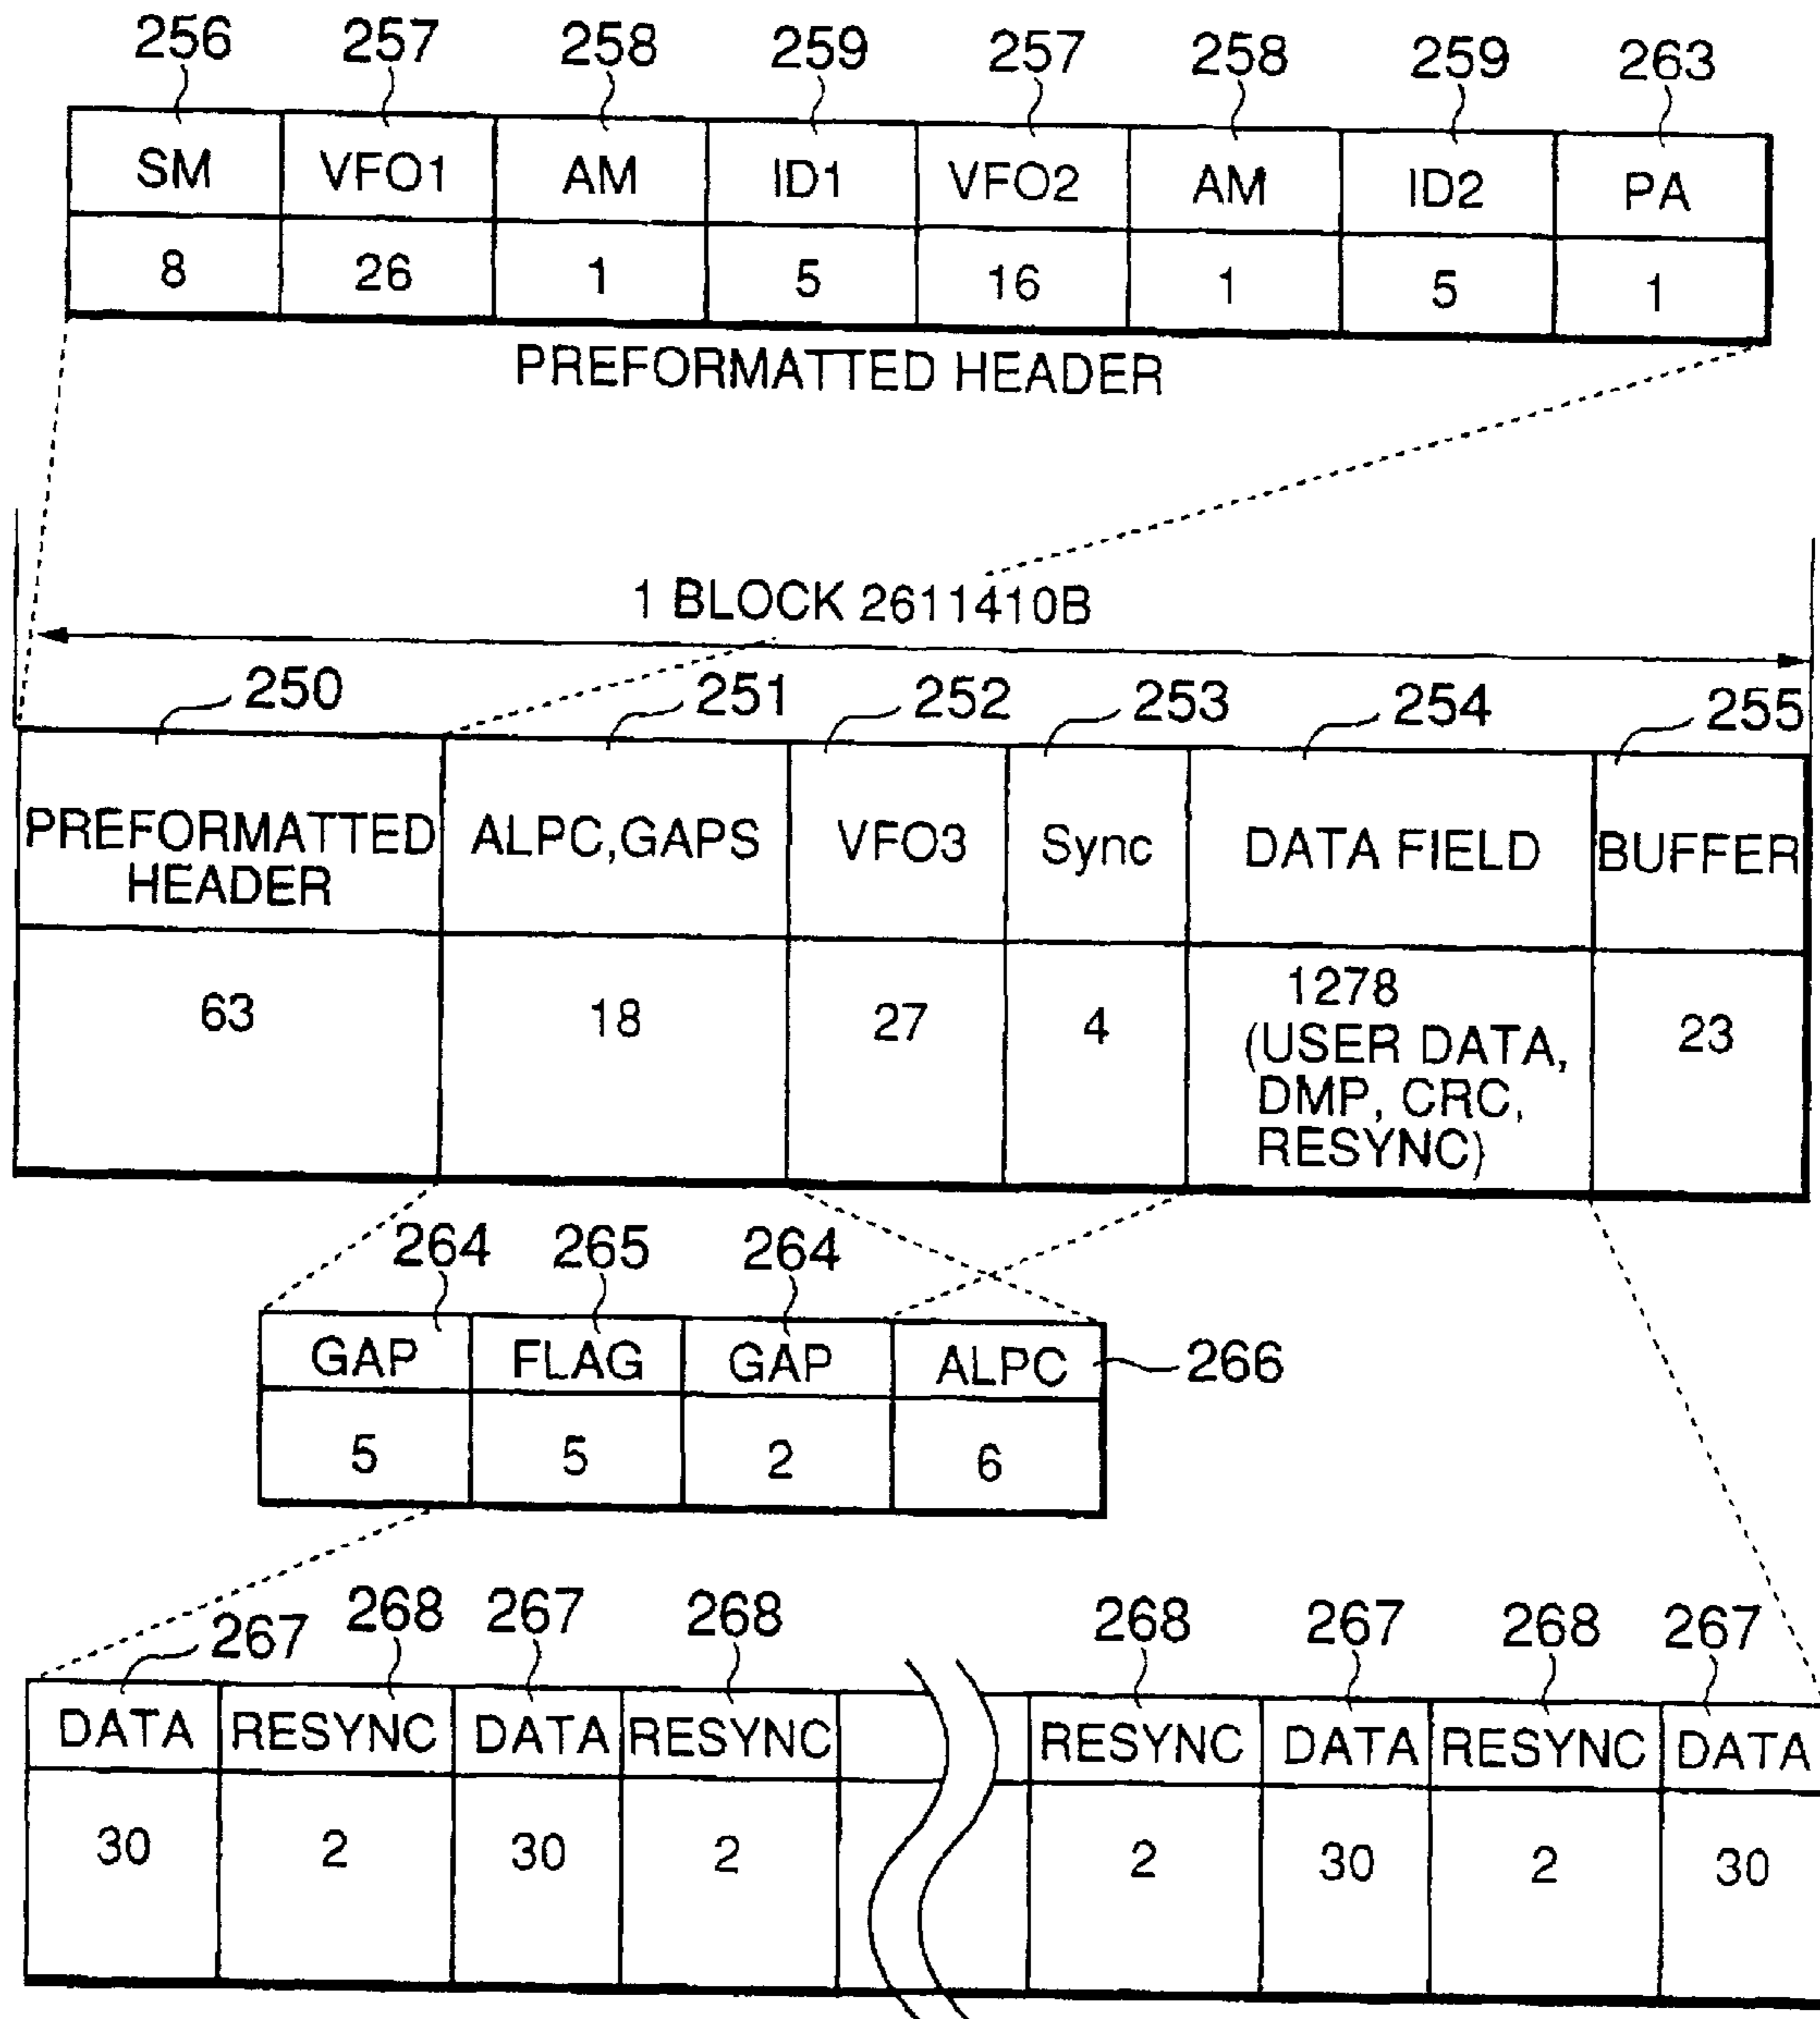 256 257 258 259 257 258 259 263
SM VFO1 AM ID1 VFO2 AM ID2 PA
8 26 1 5 16 1 5 1
PREFORMATTED HEADER
1 BLOCK 2611410B
250 251 252 253 254 255
PREFORMATTED HEADER
ALPC,GAPS
VFO3
Sync
DATA FIELD
BUFFER
63
18
27
4
1278
(USER DATA,
DMP, CRC,
RESYNC)
23
264 265 264
GAP FLAG GAP ALPC 266
5 5 2 6
267 268 267 268 268 267 268 267
DATA RESYNC DATA RESYNC RESYNC DATA RESYNC DATA
30 2 30 2 2 30 2 30